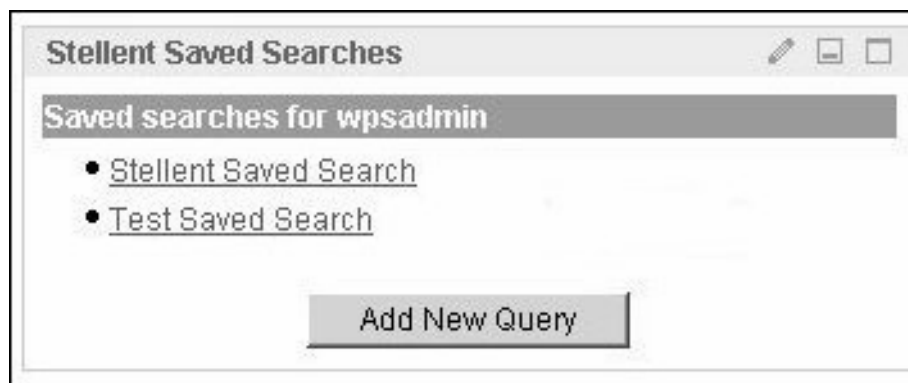 Stellent Saved Searches
Saved searches for wpsadmin
Stellent Saved Search
Test Saved Search
Add New Query